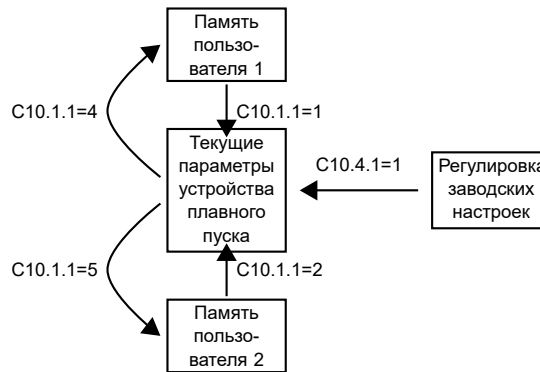 Память
пользо-
вателя 1
C10.1.1=4
C10.1.1=1
Текущие
параметры
устройства
плавного
пуска
C10.4.1=1
Регулировка
заводских
настроек
C10.1.1=5
C10.1.1=2
Память
пользо-
вателя 2